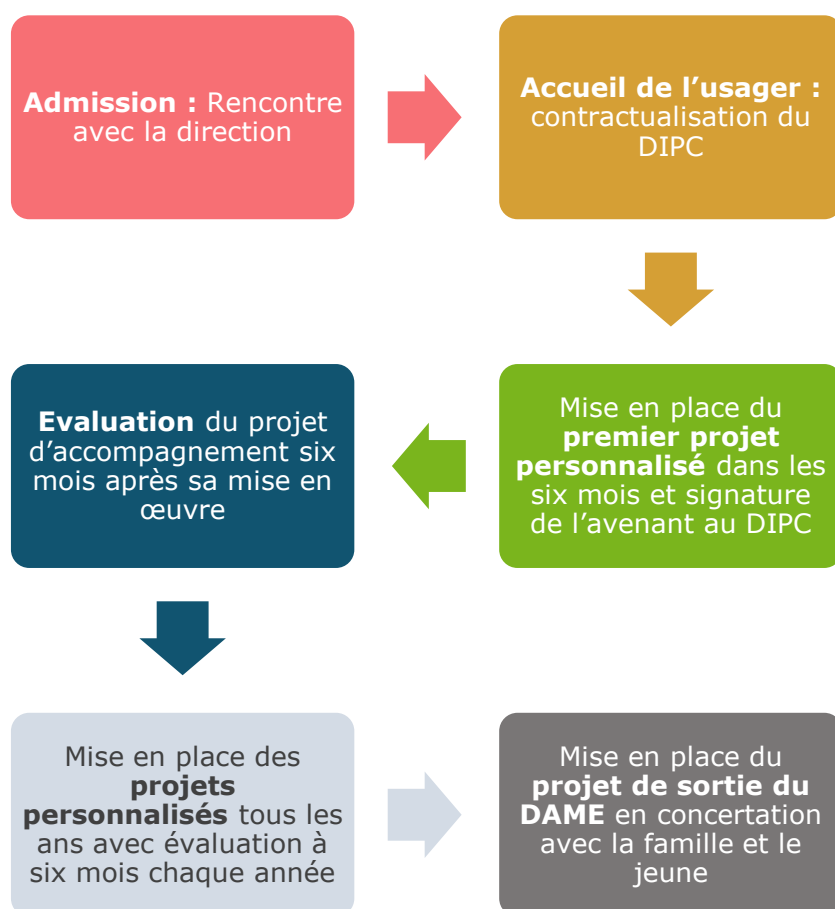 Admission : Rencontre
avec la direction
Accueil de l’usager :
contractualisation du
DIPC
Mise en place du
premier projet
personnalisé dans les
six mois et signature
de l’avenant au DIPC
Evaluation du projet
d’accompagnement six
mois après sa mise en
œuvre
Mise en place des
projets
personnalisés tous les
ans avec évaluation à
six mois chaque année
Mise en place du
projet de sortie du
DAME en concertation
avec la famille et le
jeune